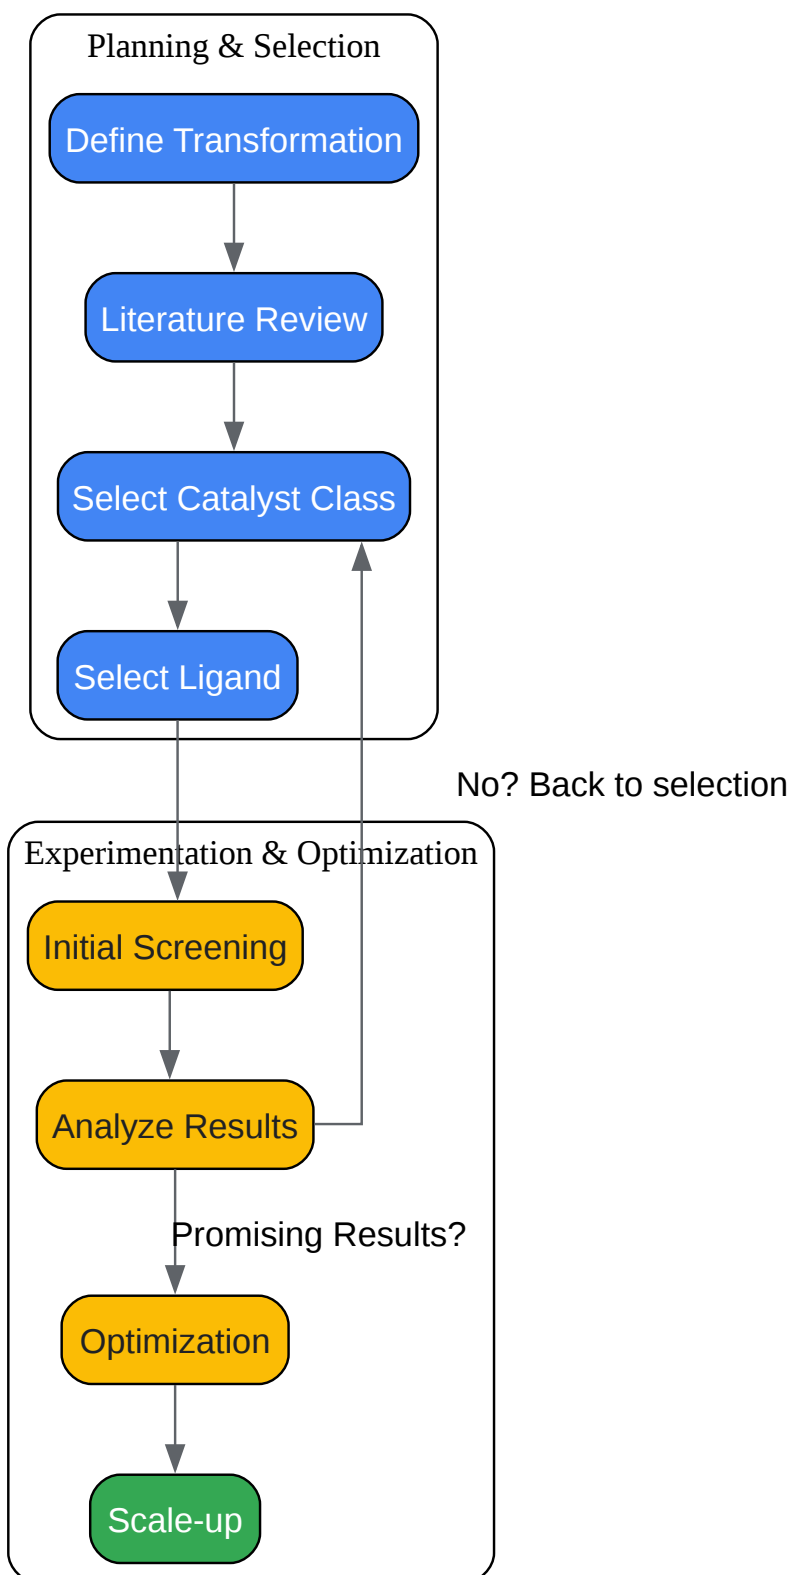 Planning & Selection
Define Transformation
Literature Review
Select Catalyst Class
Select Ligand
No? Back to selection
Experimentation & Optimization
Initial Screening
Analyze Results
Promising Results?
Optimization
Scale-up